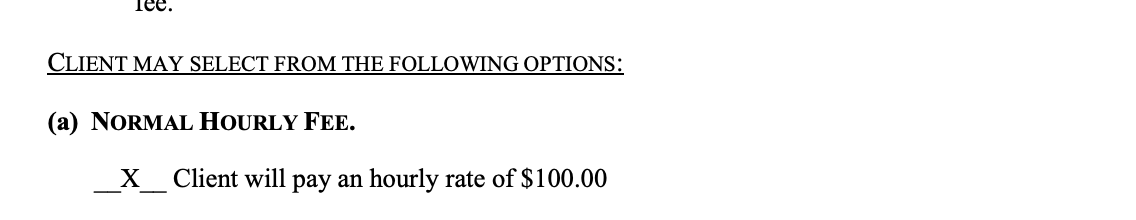 fee.
CLIENT MAY SELECT FROM THE FOLLOWING OPTIONS:
(a) NORMAL HOURLY FEE.
__X__ Client will pay an hourly rate of $100.00